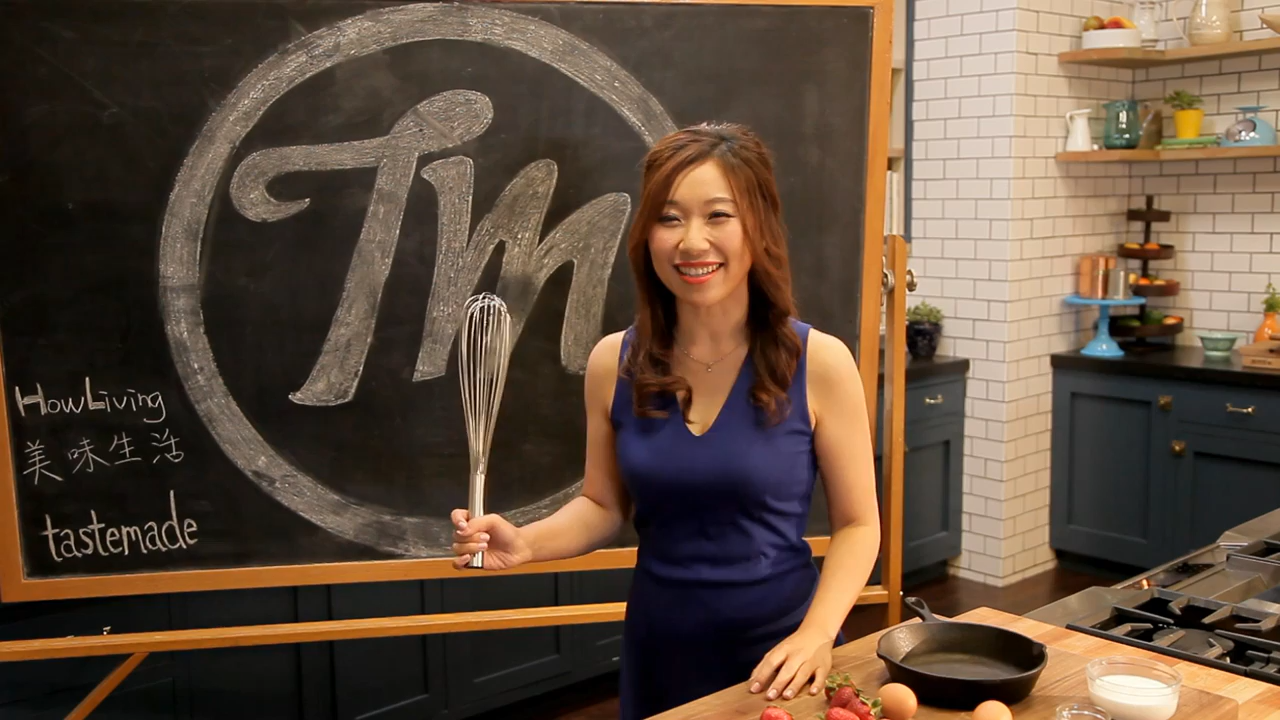 TM
HowLiving
美味生活
tastemade